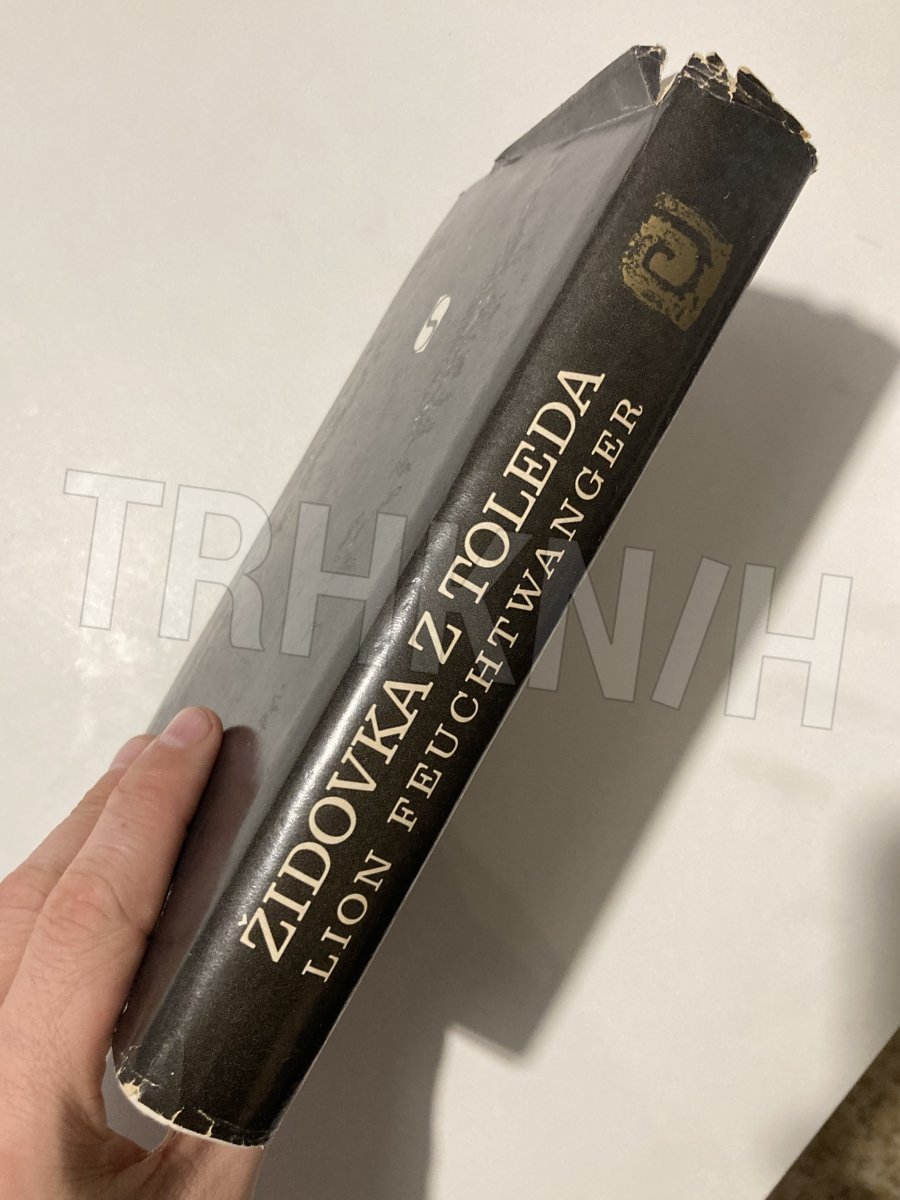 ŽIDOVKA Z TOLEDA
LION FEUCHTWANGER
S
TRHKNIH